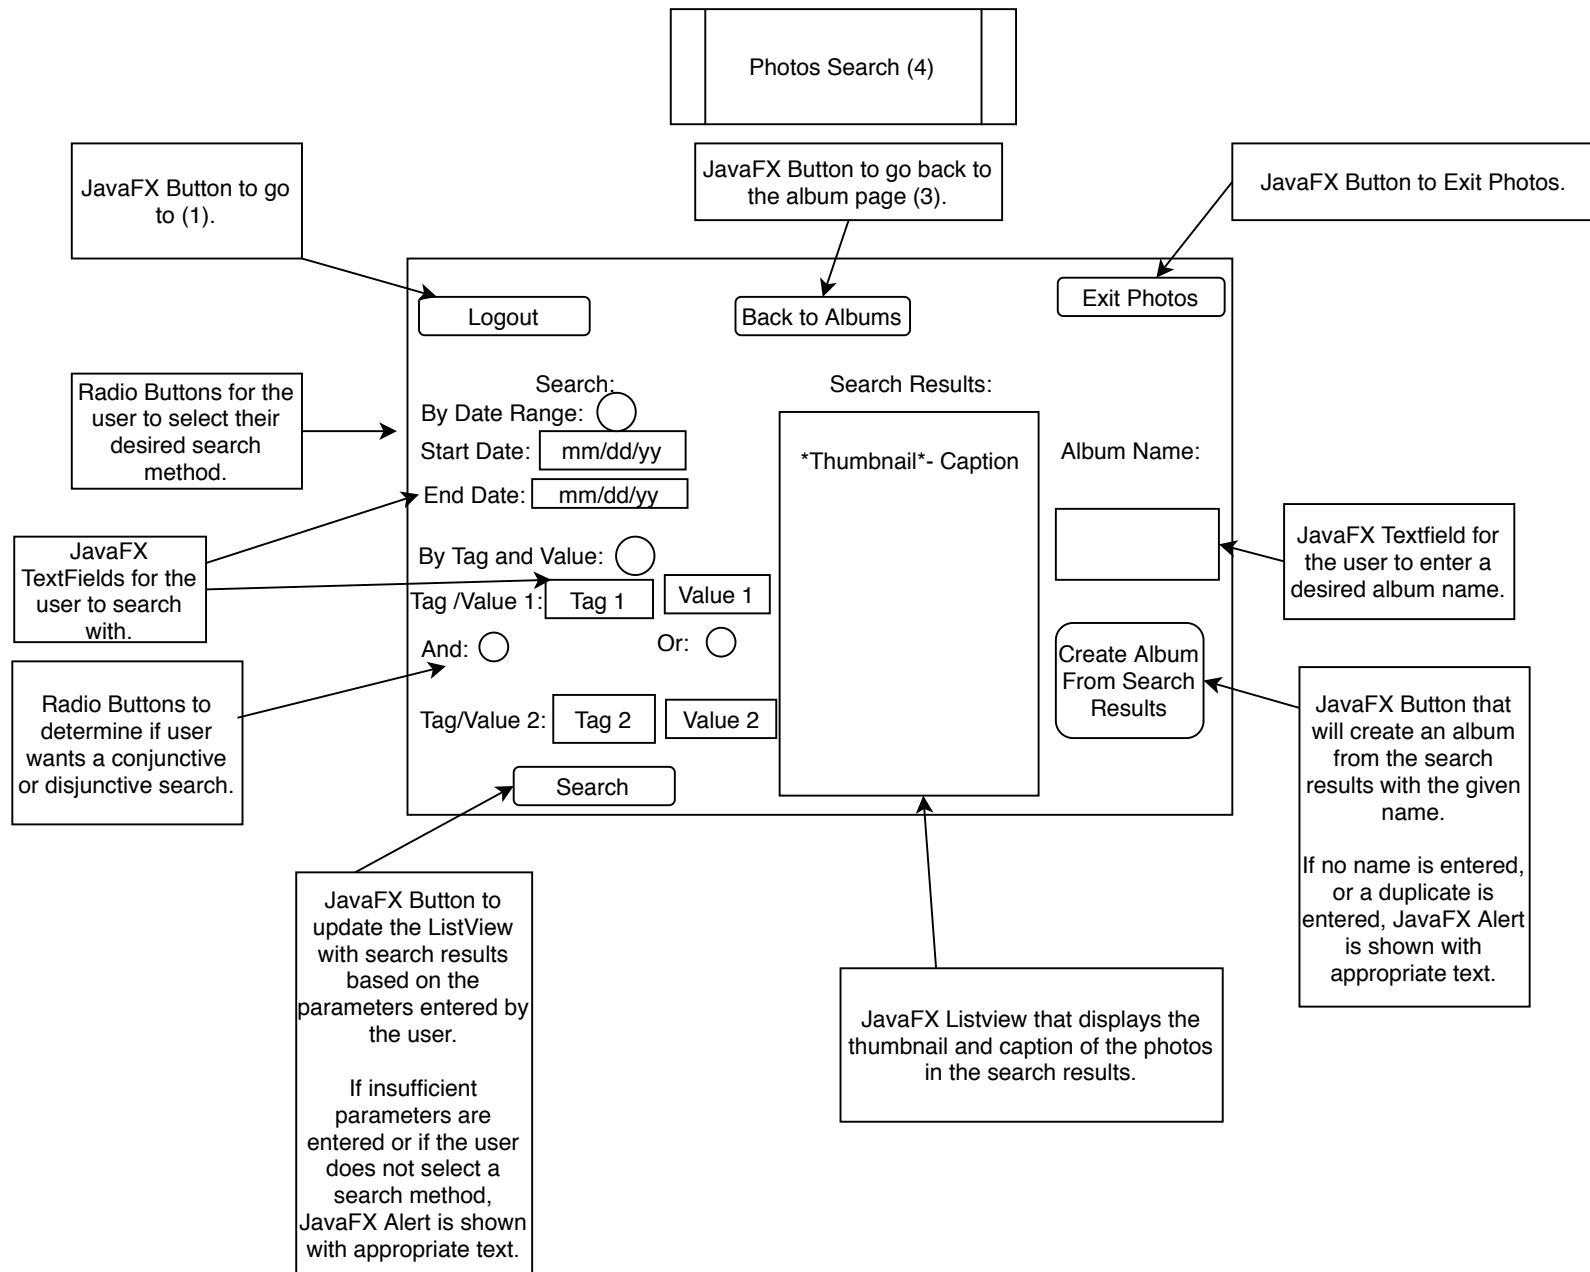 Photos Search (4)
JavaFX Button to go
to (1).
JavaFX Button to go back to
the album page (3).
JavaFX Button to Exit Photos.
Logout
Back to Albums
Exit Photos
Radio Buttons for the
user to select their
desired search
method.
Search:
By Date Range:
Start Date: mm/dd/yy
End Date: mm/dd/yy
Search Results:
*Thumbnail*- Caption
Album Name:
JavaFX
TextFields for the
user to search
with.
By Tag and Value:
Tag /Value 1: Tag 1 Value 1
And: Or:
Tag/Value 2: Tag 2 Value 2
Search
JavaFX Textfield for
the user to enter a
desired album name.
Create Album
From Search
Results
Radio Buttons to
determine if user
wants a conjunctive
or disjunctive search.
JavaFX Button that
will create an album
from the search
results with the given
name.
If no name is entered,
or a duplicate is
entered, JavaFX Alert
is shown with
appropriate text.
JavaFX Button to
update the ListView
with search results
based on the
parameters entered by
the user.
If insufficient
parameters are
entered or if the user
does not select a
search method,
JavaFX Alert is shown
with appropriate text.
JavaFX Listview that displays the
thumbnail and caption of the photos
in the search results.